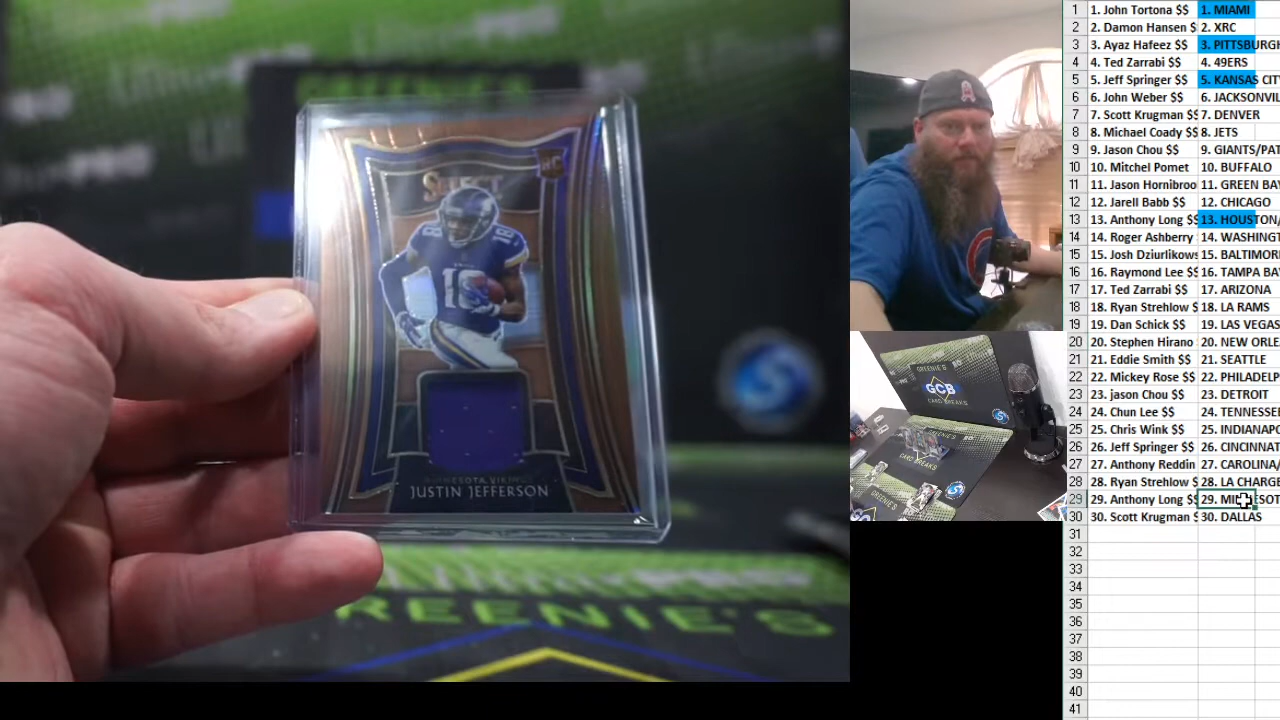 SELECT
RC
18
18
MINNESOTA VIKINGS
JUSTIN JEFFERSON
GREENIE'S
GREENIE'S
GCB
CARD BREAKS
GREENIE'S
CARD BREAKS
GREENIE'S
1 1. John Tortona $$ 1. MIAMI
2 2. Damon Hansen $ 2. XRC
3 3. Ayaz Hafeez $$ 3. PITTSBURGH
4 4. Ted Zarrabi $$ 4. 49ERS
5 5. Jeff Springer $$ 5. KANSAS CITY
6 6. John Weber $$ 6. JACKSONVIL
7 7. Scott Krugman $$ 7. DENVER
8 8. Michael Coady $$ 8. JETS
9 9. Jason Chou $$ 9. GIANTS/PAT
10 10. Mitchel Pomet 10. BUFFALO
11 11. Jason Hornibroo 11. GREEN BAY
12 12. Jarell Babb $$ 12. CHICAGO
13 13. Anthony Long $$ 13. HOUSTON/
14 14. Roger Ashberry 14. WASHINGT
15 15. Josh Dziurlikows 15. BALTIMOR
16 16. Raymond Lee $$ 16. TAMPA BA
17 17. Ted Zarrabi $$ 17. ARIZONA
18 18. Ryan Strehlow $ 18. LA RAMS
19 19. Dan Schick $$ 19. LAS VEGAS
20 20. Stephen Hirano 20. NEW ORLE
21 21. Eddie Smith $$ 21. SEATTLE
22 22. Mickey Rose $$ 22. PHILADELP
23 23. jason Chou $$ 23. DETROIT
24 24. Chun Lee $$ 24. TENNESSEE
25 25. Chris Wink $$ 25. INDIANAPO
26 26. Jeff Springer $$ 26. CINCINNAT
27 27. Anthony Reddin 27. CAROLINA/
28 28. Ryan Strehlow $ 28. LA CHARGE
29 29. Anthony Long $$ 29. MINNESOT
30 30. Scott Krugman $ 30. DALLAS
31
32
33
34
35
36
37
38
39
40
41